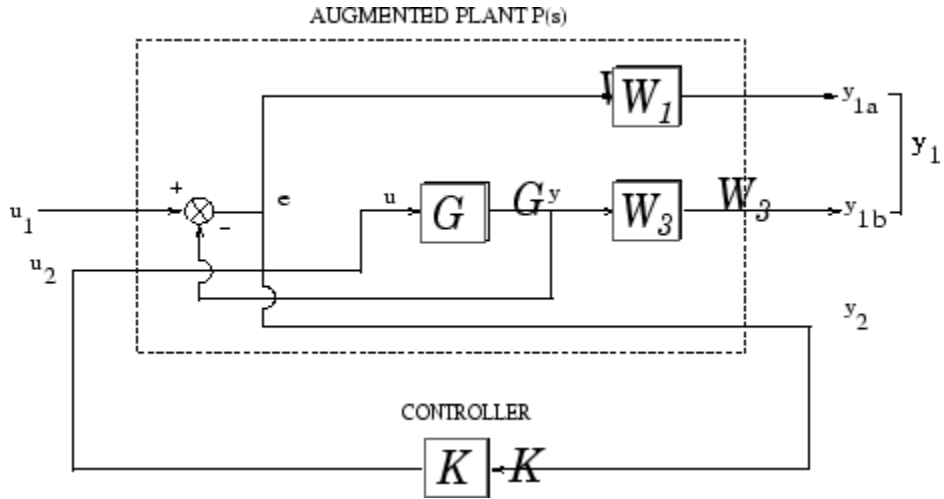 AUGMENTED PLANT P(s)
W1
y1a
y1
+
u1
e
-
u
G
G
y
W3
W3
y1b
u2
y2
CONTROLLER
K
K